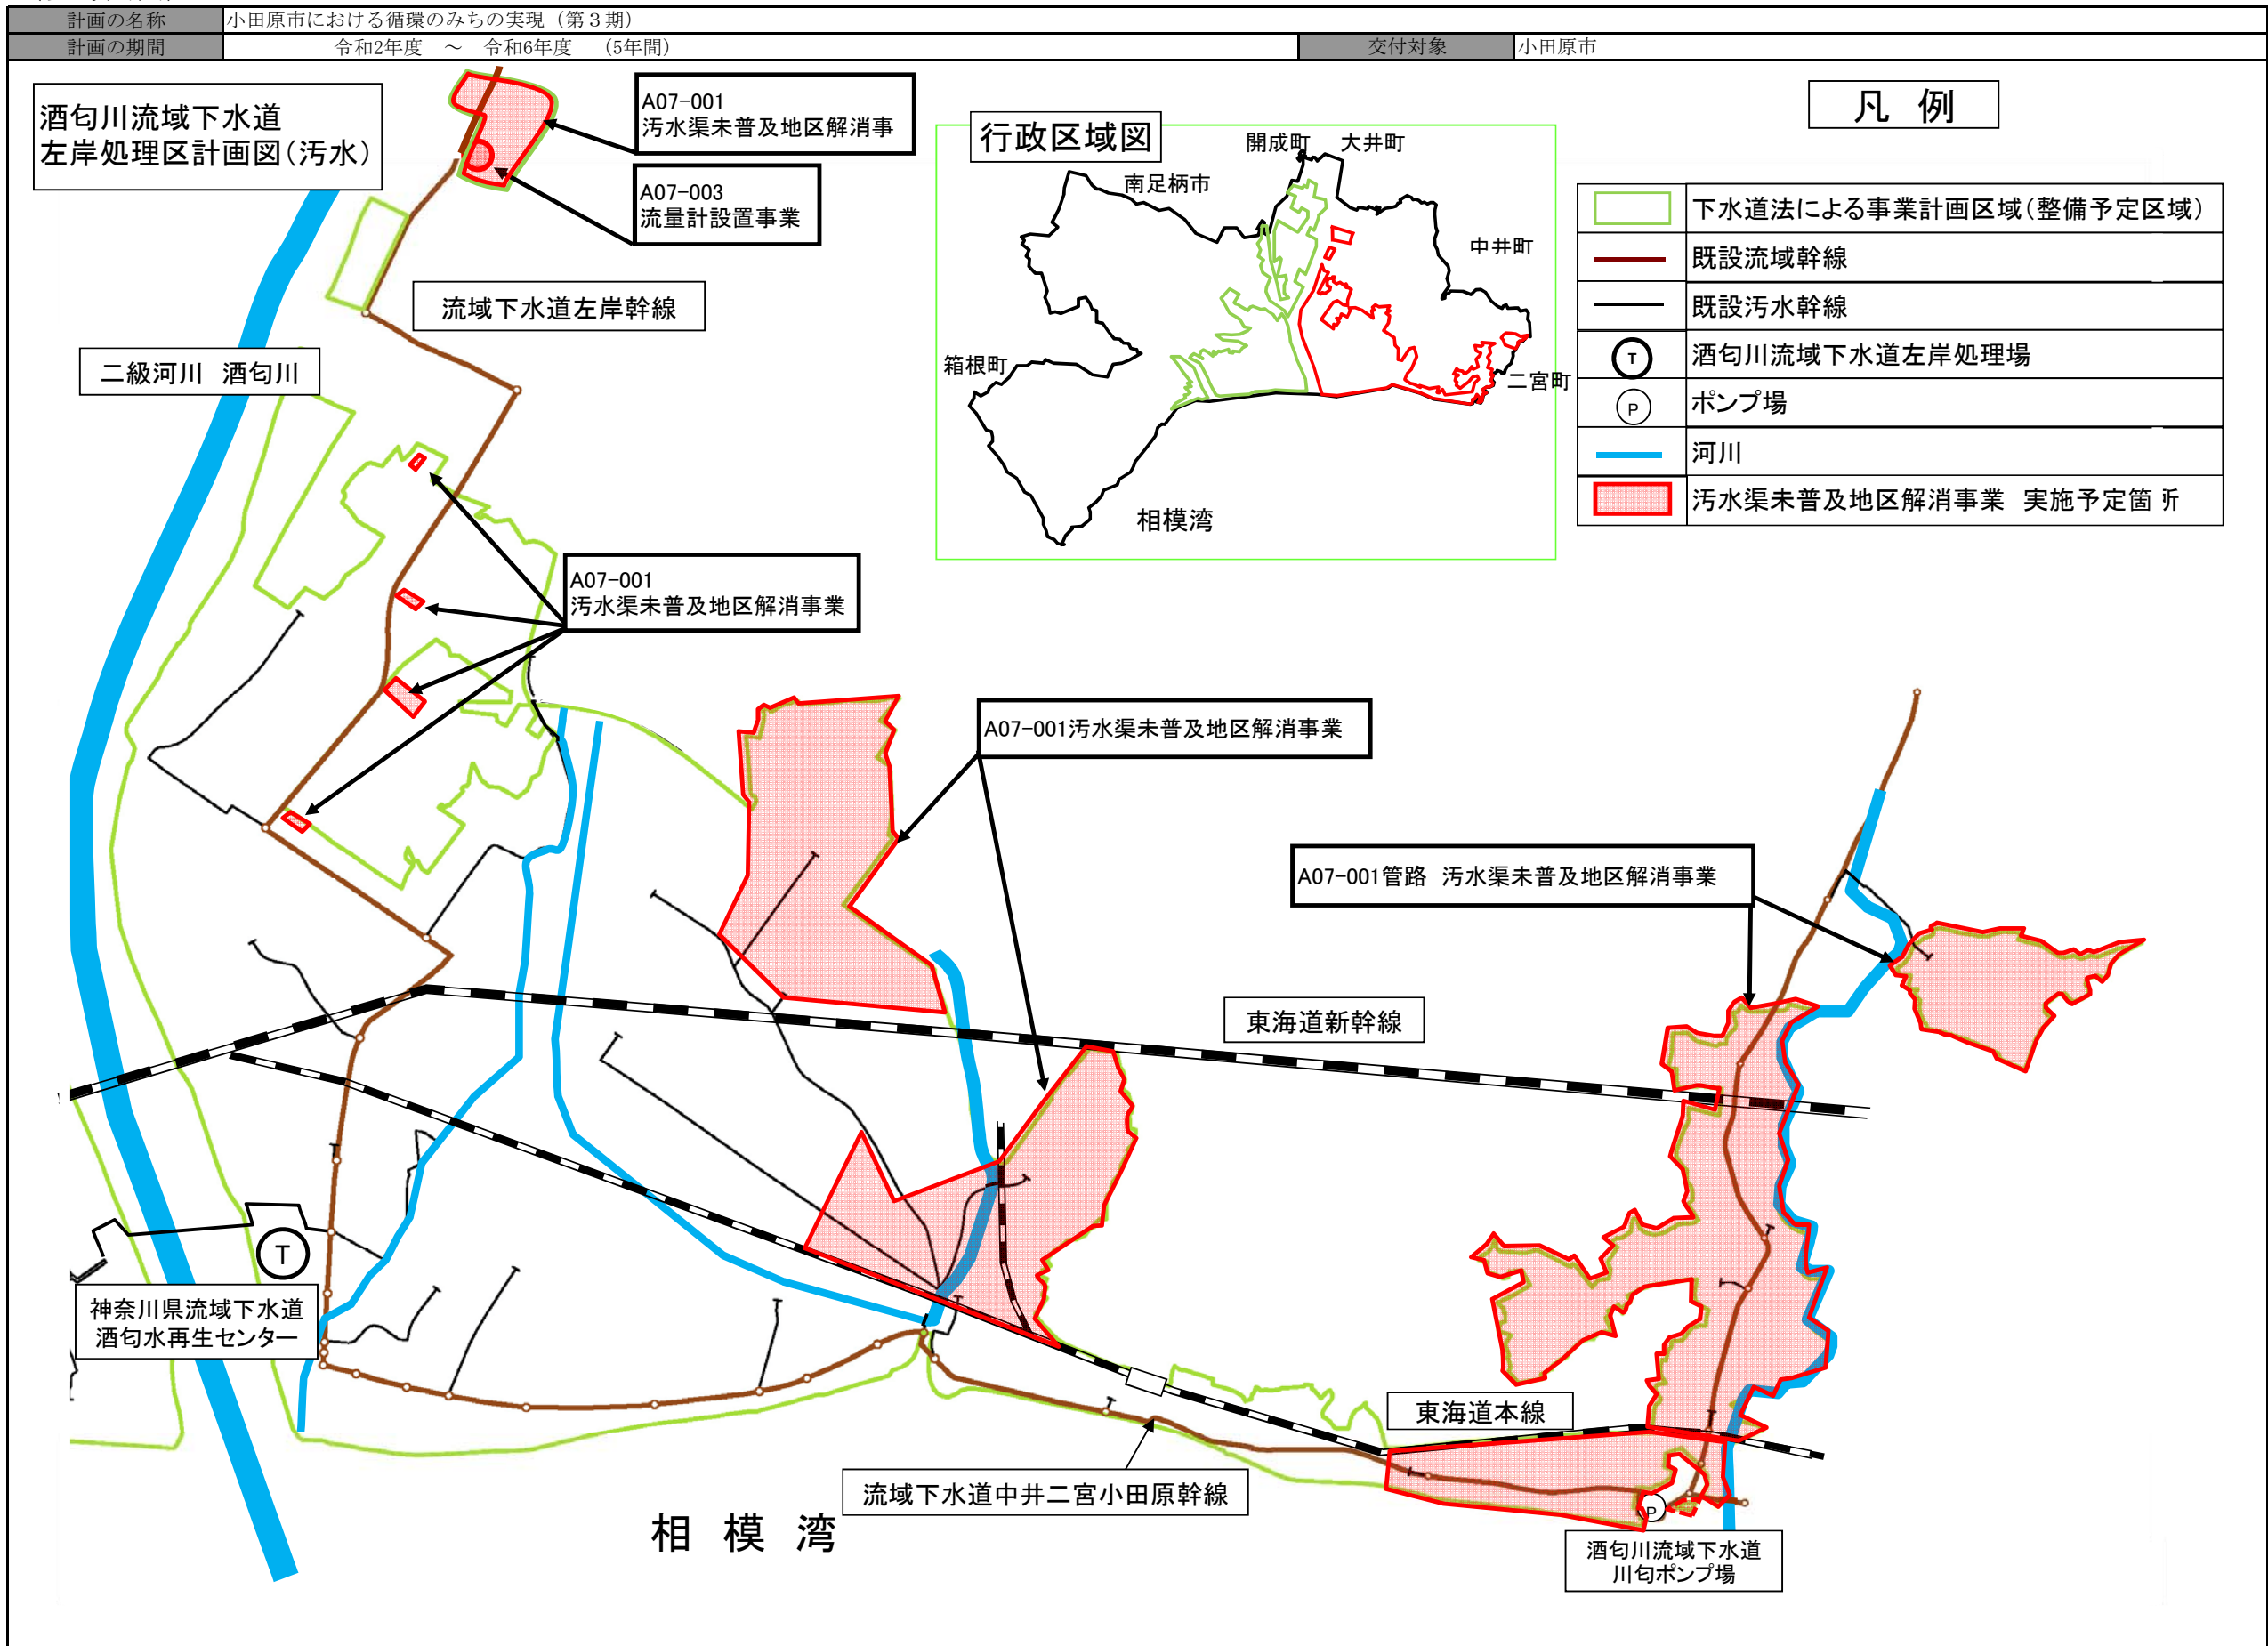 計画の名称 小田原市における循環のみちの実現（第３期）
計画の期間 令和2年度　～　令和6年度　（5年間） 交付対象 小田原市
酒匂川流域下水道
左岸処理区計画図（汚水）
A07-001
汚水渠未普及地区解消事
A07-003
流量計設置事業
流域下水道左岸幹線
二級河川　酒匂川
行政区域図
開成町
大井町
南足柄市
中井町
箱根町
二宮町
相模湾
凡　例
下水道法による事業計画区域（整備予定区域）
既設流域幹線
既設汚水幹線
T 酒匂川流域下水道左岸処理場
P ポンプ場
河川
汚水渠未普及地区解消事業　実施予定箇所
A07-001
汚水渠未普及地区解消事業
A07-001汚水渠未普及地区解消事業
A07-001管路　汚水渠未普及地区解消事業
東海道新幹線
T
神奈川県流域下水道
酒匂水再生センター
東海道本線
流域下水道中井二宮小田原幹線
P
酒匂川流域下水道
川匂ポンプ場
相　模　湾